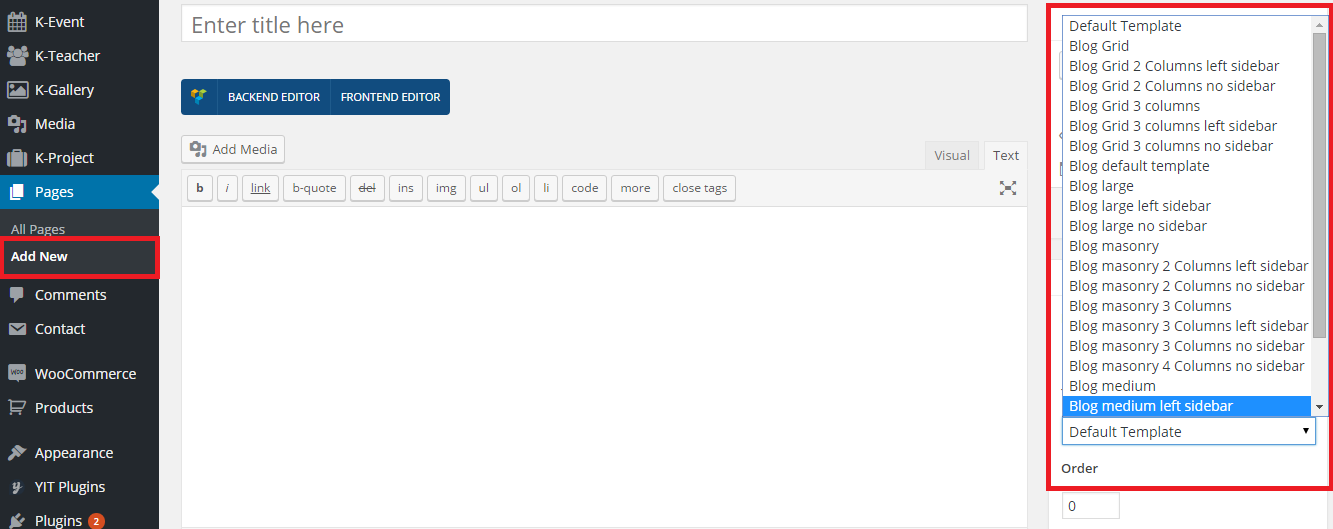 K-Event
K-Teacher
K-Gallery
Media
K-Project
Pages
All Pages
Add New
Comments
Contact
WOO
WooCommerce
Products
Appearance
YIT Plugins
Plugins 2
Enter title here
BACKEND EDITOR FRONTEND EDITOR
Add Media
Visual Text
b i link b-quote del ins img ul ol li code more close tags
Default Template
Blog Grid
Blog Grid 2 Columns left sidebar
Blog Grid 2 Columns no sidebar
Blog Grid 3 columns
Blog Grid 3 columns left sidebar
Blog Grid 3 columns no sidebar
Blog default template
Blog large
Blog large left sidebar
Blog large no sidebar
Blog masonry
Blog masonry 2 Columns left sidebar
Blog masonry 2 Columns no sidebar
Blog masonry 3 Columns
Blog masonry 3 Columns left sidebar
Blog masonry 3 Columns no sidebar
Blog masonry 4 Columns no sidebar
Blog medium
Blog medium left sidebar
Default Template
Order
0